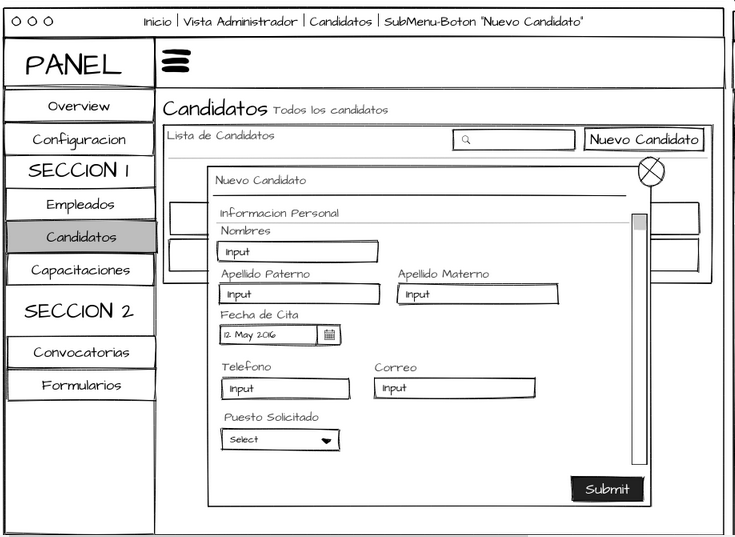 Inicio | Vista Administrador | Candidatos | SubMenu-Boton "Nuevo Candidato"
PANEL
Overview
Configuracion
SECCION 1
Empleados
Candidatos
Capacitaciones
SECCION 2
Convocatorias
Formularios
Candidatos Todos los candidatos
Lista de Candidatos
Nuevo Candidato
Nuevo Candidato
Informacion Personal
Nombres
Input
Apellido Paterno Apellido Materno
Input Input
Fecha de Cita
12 May 2016
Telefono Correo
Input Input
Puesto Solicitado
Select
Submit